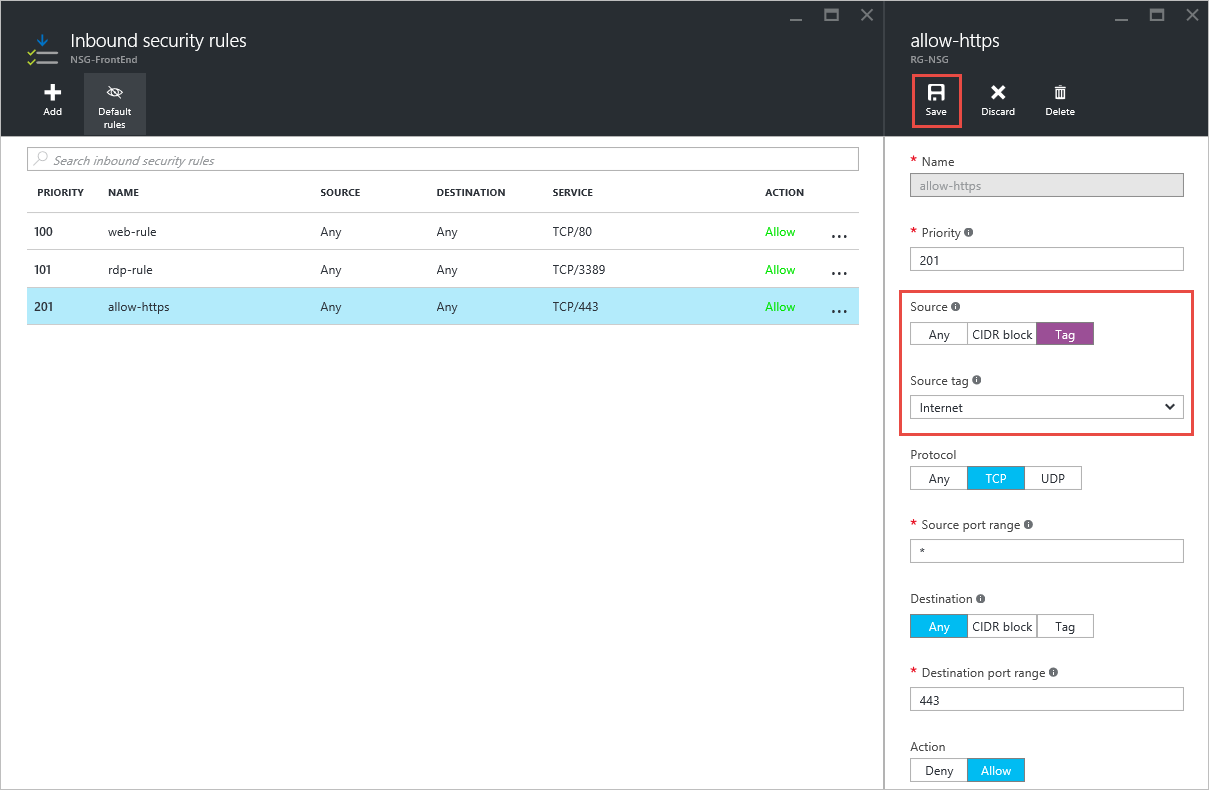 Inbound security rules
NSG-FrontEnd
Add
Default
rules
Search inbound security rules
PRIORITY NAME SOURCE DESTINATION SERVICE ACTION
100 web-rule Any Any TCP/80 Allow ...
101 rdp-rule Any Any TCP/3389 Allow ...
201 allow-https Any Any TCP/443 Allow ...
allow-https
RG-NSG
Save Discard Delete
* Name
allow-https
* Priority
201
Source
Any CIDR block Tag
Source tag
Internet
Protocol
Any TCP UDP
* Source port range
*
Destination
Any CIDR block Tag
* Destination port range
443
Action
Deny Allow